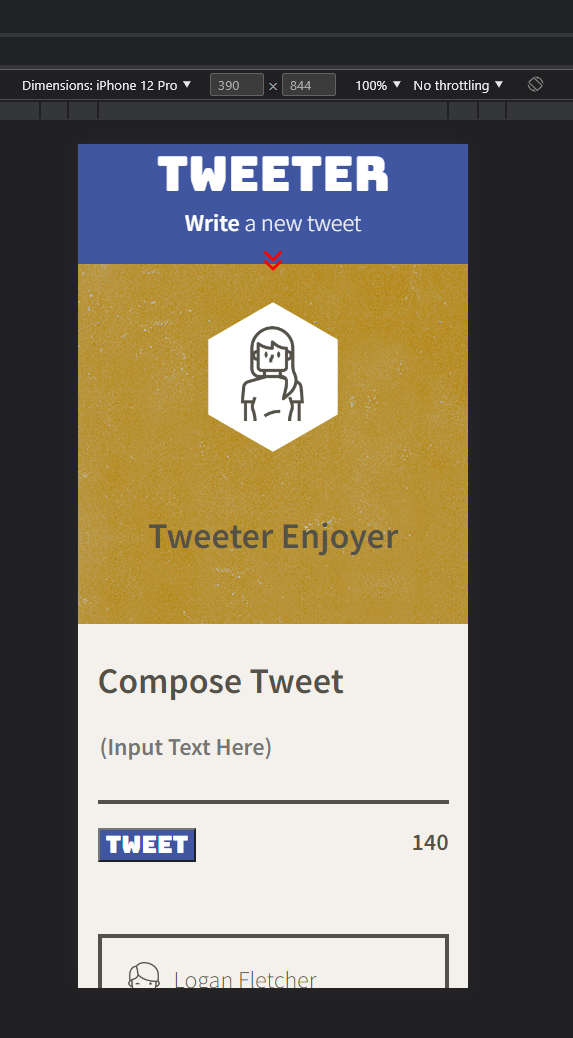 Dimensions: iPhone 12 Pro ▼ 390 × 844 100% ▼ No throttling ▼
TWEETER
Write a new tweet
Tweeter Enjoyer
Compose Tweet
(Input Text Here)
TWEET 140
Logan Fletcher